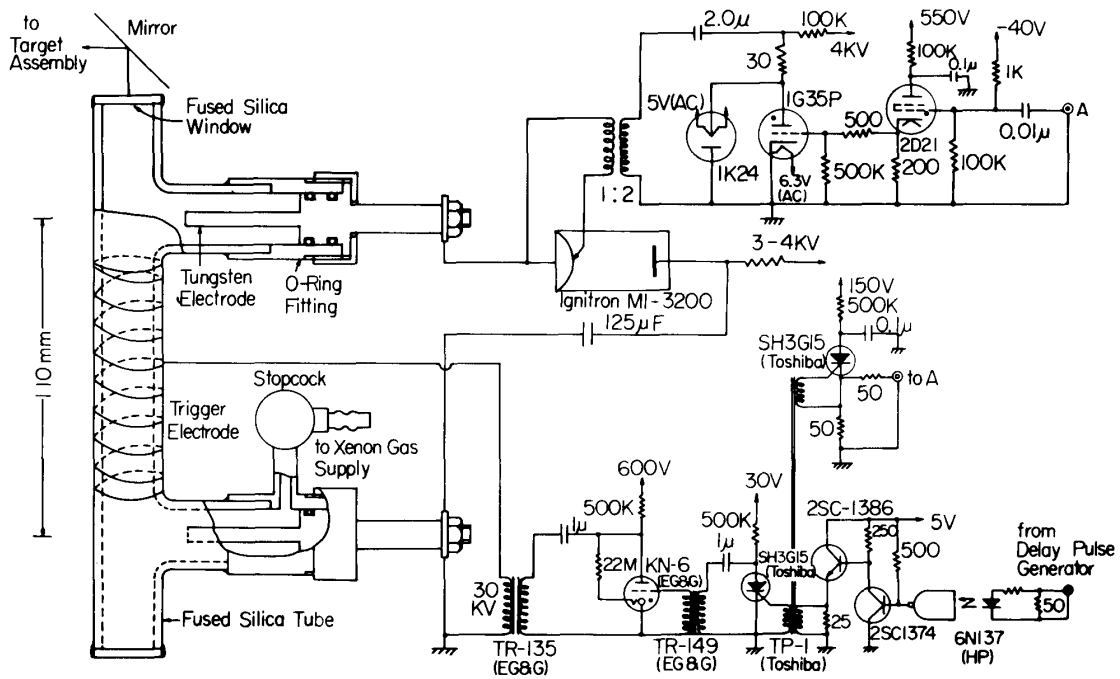 to
Target
Assembly
Mirror
Fused Silica
Window
Tungsten
Electrode
O-Ring
Fitting
110mm
Trigger
Electrode
Stopcock
to Xenon Gas
Supply
Fused Silica Tube
2.0μ
100K
4KV
30
5V(AC)
1K24
1G35P
6.3V
(AC)
500
500K
550V
100K
0.1μ
2D21
200
-40V
1K
0.01μ
100K
A
1:2
Ignitron MI-3200
3-4KV
125μF
150V
500K
0.1μ
SH3G15
(Toshiba)
50
to A
50
600V
500K
1μ
22M
KN-6
(EG&G)
30
KV
TR-135
(EG&G)
TR-149
(EG&G)
30V
500K
1μ
SH3G15
(Toshiba)
TP-1
(Toshiba)
2SC-1386
25
250
500
5V
2SC1374
6N137
(HP)
from
Delay Pulse
Generator
50